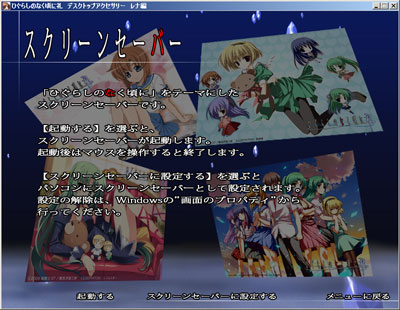 ひぐらしのなく頃に礼 デスクトップアクセサリー レナ編
スクリーンセーバー
「ひぐらしのなく頃に」をテーマにした
スクリーンセーバーです。
【起動する】を選ぶと、
スクリーンセーバーが起動します。
起動後はマウスを操作すると終了します。
【スクリーンセーバーに設定する】を選ぶと
パソコンにスクリーンセーバーとして設定されます。
設定の解除は、Windowsの"画面のプロパティ"から
行ってください。
起動する
スクリーンセーバーに設定する
メニューに戻る